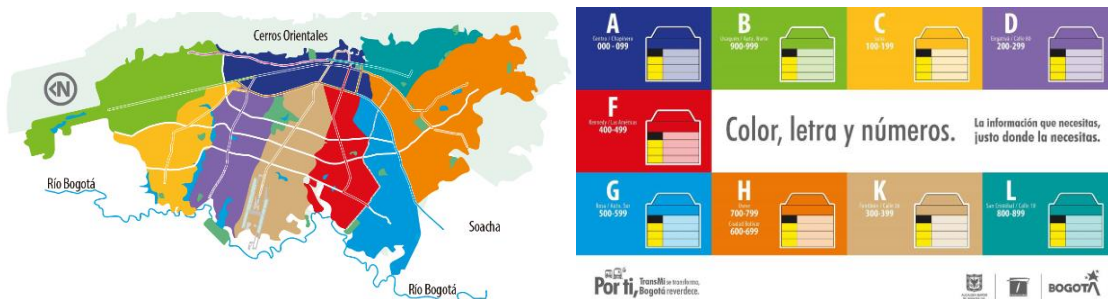 Cerros Orientales
N
Río Bogotá
Soacha
Río Bogotá
A
Centro / Chapinero
000 - 099
B
Usaquén / Auto. Norte
900-999
C
Suba
100-199
D
Engativá / Calle 80
200-299
F
Kennedy / Las Américas
400-499
Color, letra y números.
La información que necesitas,
justo donde la necesitas.
G
Bosa / Auto. Sur
500-599
H
Usme
700-799
Ciudad Bolívar
600-699
K
Fontibón / Calle 26
300-399
L
San Cristóbal / Calle 10
800-899
Por ti,
TransMi se transforma,
Bogotá reverdece.
BOGOTÁ